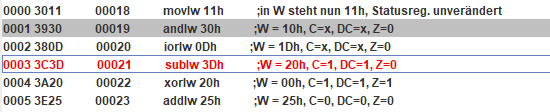 0000 3011 00018 movlw 11h ;in W steht nun 11h, Statusreg. unverändert
0001 3930 00019 andlw 30h ;W = 10h, C=x, DC=x, Z=0
0002 380D 00020 iorlw 0Dh ;W = 1Dh, C=x, DC=x, Z=0
0003 3C3D 00021 sublw 3Dh ;W = 20h, C=1, DC=1, Z=0
0004 3A20 00022 xorlw 20h ;W = 00h, C=1, DC=1, Z=1
0005 3E25 00023 addlw 25h ;W = 25h, C=0, DC=0, Z=0